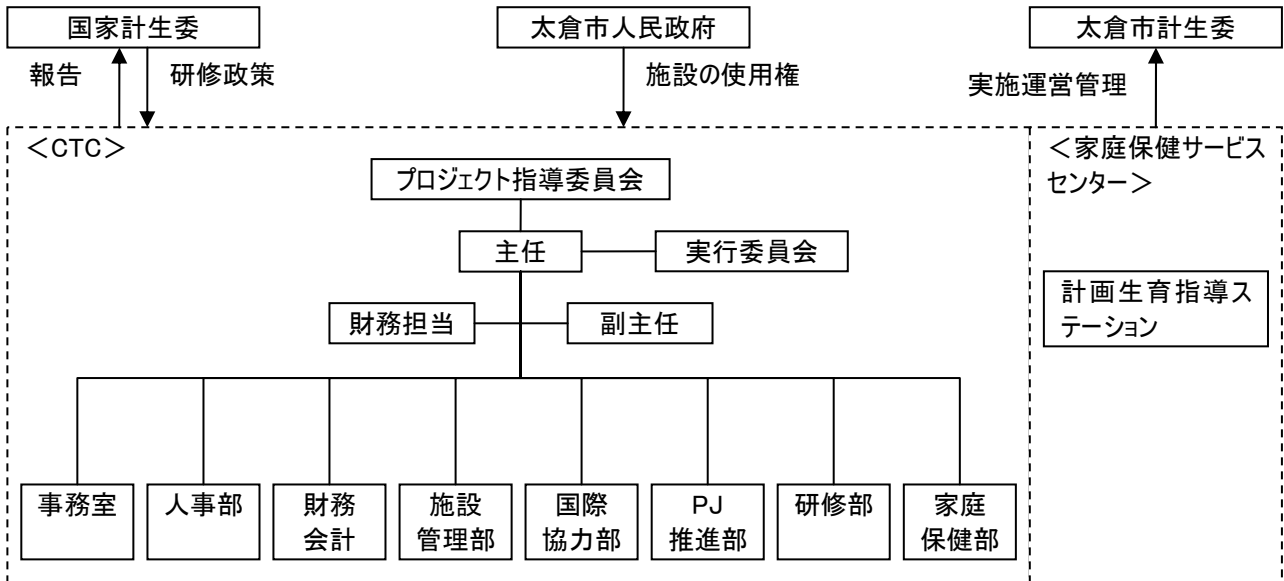 国家計生委
太倉市人民政府
太倉市計生委
報告
研修政策
施設の使用権
実施運営管理
＜CTC＞
＜家庭保健サービス
センター＞
プロジェクト指導委員会
主任
実行委員会
計画生育指導ス
テーション
財務担当
副主任
事務室
人事部
財務
会計
施設
管理部
国際
協力部
PJ
推進部
研修部
家庭
保健部